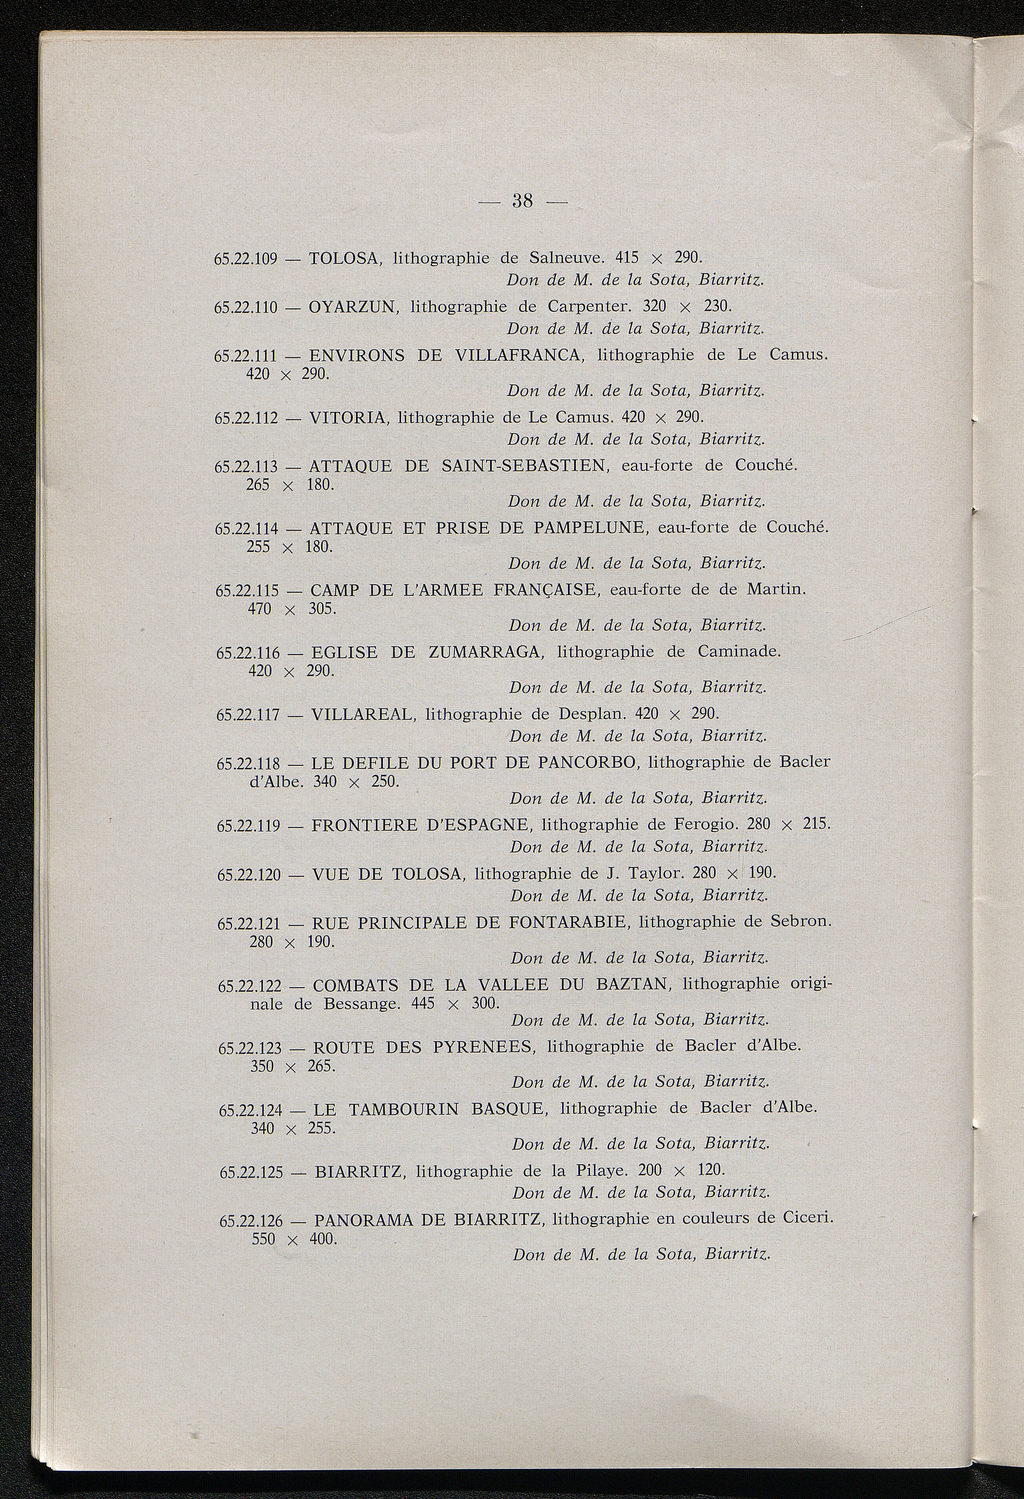 — 38 —
65.22.109 — TOLOSA, lithographie de Salneuve. 415 × 290.
Don de M. de la Sota, Biarritz.
65.22.110 — OYARZUN, lithographie de Carpenter. 320 × 230.
Don de M. de la Sota, Biarritz.
65.22.111 — ENVIRONS DE VILLAFRANCA, lithographie de Le Camus.
420 × 290.
Don de M. de la Sota, Biarritz.
65.22.112 — VITORIA, lithographie de Le Camus. 420 × 290.
Don de M. de la Sota, Biarritz.
65.22.113 — ATTAQUE DE SAINT-SEBASTIEN, eau-forte de Couché.
265 × 180.
Don de M. de la Sota, Biarritz.
65.22.114 — ATTAQUE ET PRISE DE PAMPELUNE, eau-forte de Couché.
255 × 180.
Don de M. de la Sota, Biarritz.
65.22.115 — CAMP DE L'ARMEE FRANÇAISE, eau-forte de de Martin.
470 × 305.
Don de M. de la Sota, Biarritz.
65.22.116 — EGLISE DE ZUMARRAGA, lithographie de Caminade.
420 × 290.
Don de M. de la Sota, Biarritz.
65.22.117 — VILLAREAL, lithographie de Desplan. 420 × 290.
Don de M. de la Sota, Biarritz.
65.22.118 — LE DEFILE DU PORT DE PANCORBO, lithographie de Bacler
d'Albe. 340 × 250.
Don de M. de la Sota, Biarritz.
65.22.119 — FRONTIERE D'ESPAGNE, lithographie de Ferogio. 280 × 215.
Don de M. de la Sota, Biarritz.
65.22.120 — VUE DE TOLOSA, lithographie de J. Taylor. 280 × 190.
Don de M. de la Sota, Biarritz.
65.22.121 — RUE PRINCIPALE DE FONTARABIE, lithographie de Sebron.
280 × 190.
Don de M. de la Sota, Biarritz.
65.22.122 — COMBATS DE LA VALLEE DU BAZTAN, lithographie origi-
nale de Bessange. 445 × 300.
Don de M. de la Sota, Biarritz.
65.22.123 — ROUTE DES PYRENEES, lithographie de Bacler d'Albe.
350 × 265.
Don de M. de la Sota, Biarritz.
65.22.124 — LE TAMBOURIN BASQUE, lithographie de Bacler d'Albe.
340 × 255.
Don de M. de la Sota, Biarritz.
65.22.125 — BIARRITZ, lithographie de la Pilaye. 200 × 120.
Don de M. de la Sota, Biarritz.
65.22.126 — PANORAMA DE BIARRITZ, lithographie en couleurs de Ciceri.
550 × 400.
Don de M. de la Sota, Biarritz.